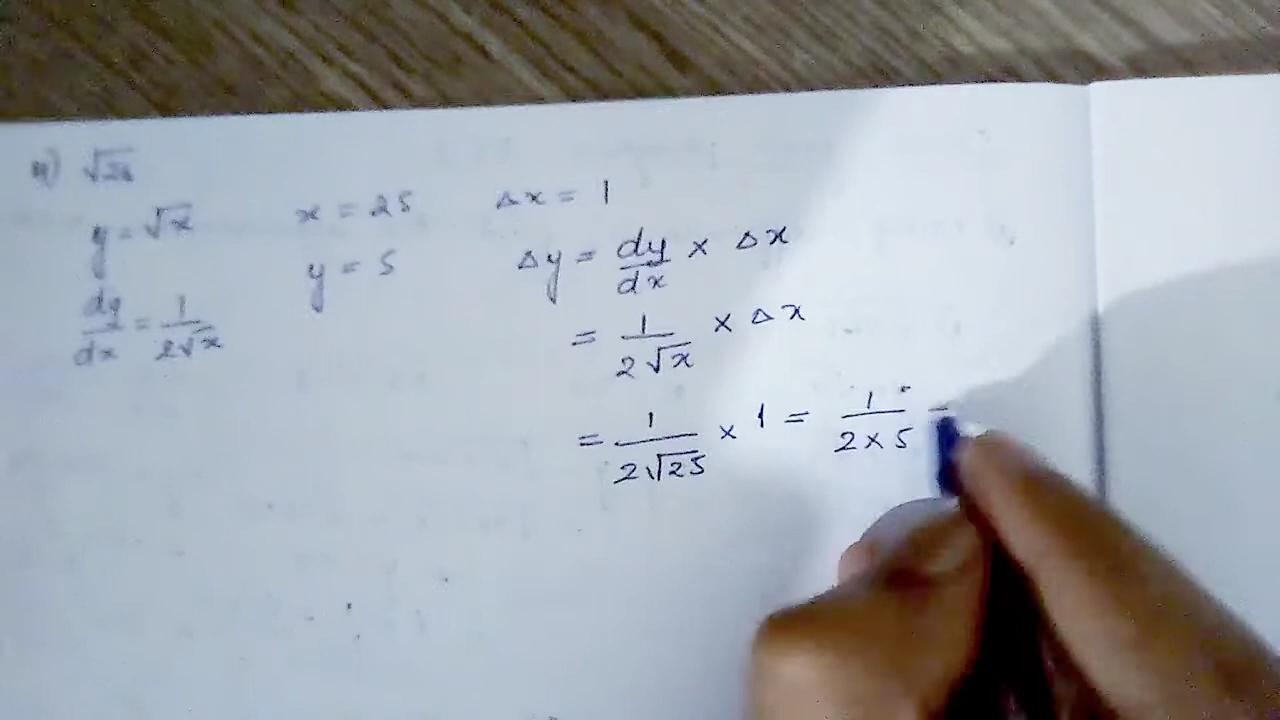 √26
y = √x x = 25 Δx = 1
y = 5 Δy = dy/dx × Δx
dy/dx = 1/2√x = 1/2√x × Δx
= 1/2√25 × 1 = 1/2×5 =